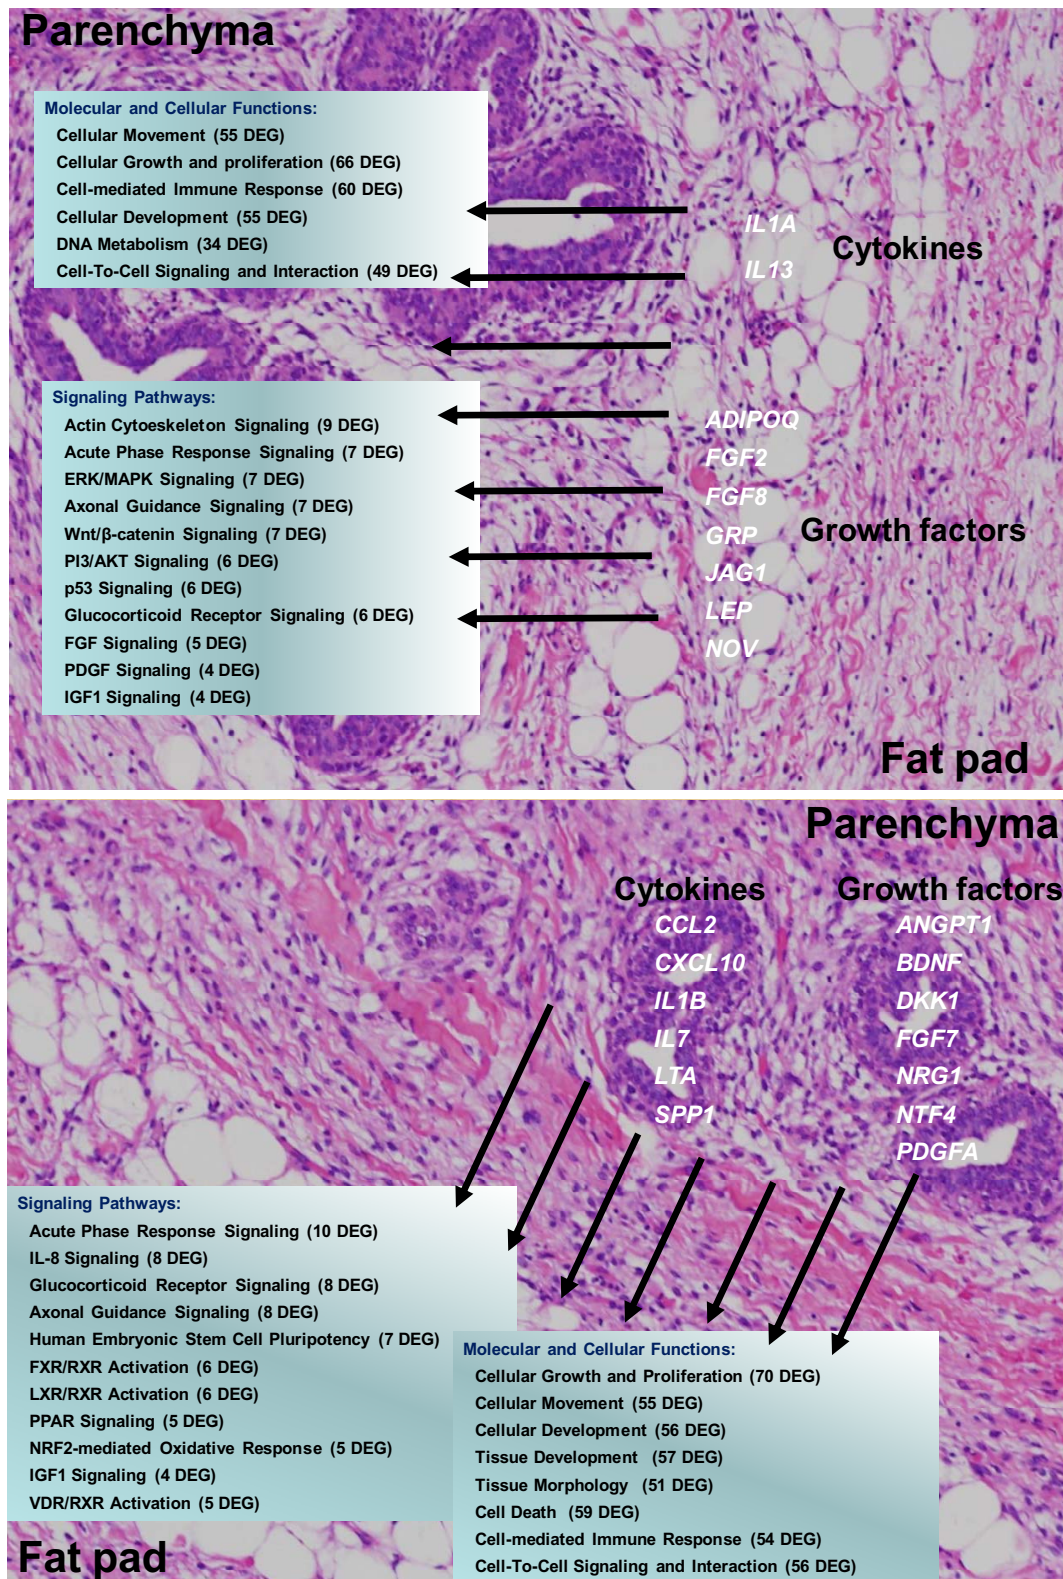 Parenchyma
Molecular and Cellular Functions:
Cellular Movement (55 DEG)
Cellular Growth and proliferation (66 DEG)
Cell-mediated Immune Response (60 DEG)
Cellular Development (55 DEG)
DNA Metabolism (34 DEG)
Cell-To-Cell Signaling and Interaction (49 DEG)
IL1A
Cytokines
IL13
Signaling Pathways:
Actin Cytoeskeleton Signaling (9 DEG)
Acute Phase Response Signaling (7 DEG)
ERK/MAPK Signaling (7 DEG)
Axonal Guidance Signaling (7 DEG)
Wnt/β-catenin Signaling (7 DEG)
PI3/AKT Signaling (6 DEG)
p53 Signaling (6 DEG)
Glucocorticoid Receptor Signaling (6 DEG)
FGF Signaling (5 DEG)
PDGF Signaling (4 DEG)
IGF1 Signaling (4 DEG)
ADIPOQ
FGF2
FGF8
GRP
JAG1
LEP
NOV
Growth factors
Fat pad
Parenchyma
Cytokines
CCL2
CXCL10
IL1B
IL7
LTA
SPP1
Growth factors
ANGPT1
BDNF
DKK1
FGF7
NRG1
NTF4
PDGFA
Signaling Pathways:
Acute Phase Response Signaling (10 DEG)
IL-8 Signaling (8 DEG)
Glucocorticoid Receptor Signaling (8 DEG)
Axonal Guidance Signaling (8 DEG)
Human Embryonic Stem Cell Pluripotency (7 DEG)
FXR/RXR Activation (6 DEG)
LXR/RXR Activation (6 DEG)
PPAR Signaling (5 DEG)
NRF2-mediated Oxidative Response (5 DEG)
IGF1 Signaling (4 DEG)
VDR/RXR Activation (5 DEG)
Molecular and Cellular Functions:
Cellular Growth and Proliferation (70 DEG)
Cellular Movement (55 DEG)
Cellular Development (56 DEG)
Tissue Development (57 DEG)
Tissue Morphology (51 DEG)
Cell Death (59 DEG)
Cell-mediated Immune Response (54 DEG)
Cell-To-Cell Signaling and Interaction (56 DEG)
Fat pad